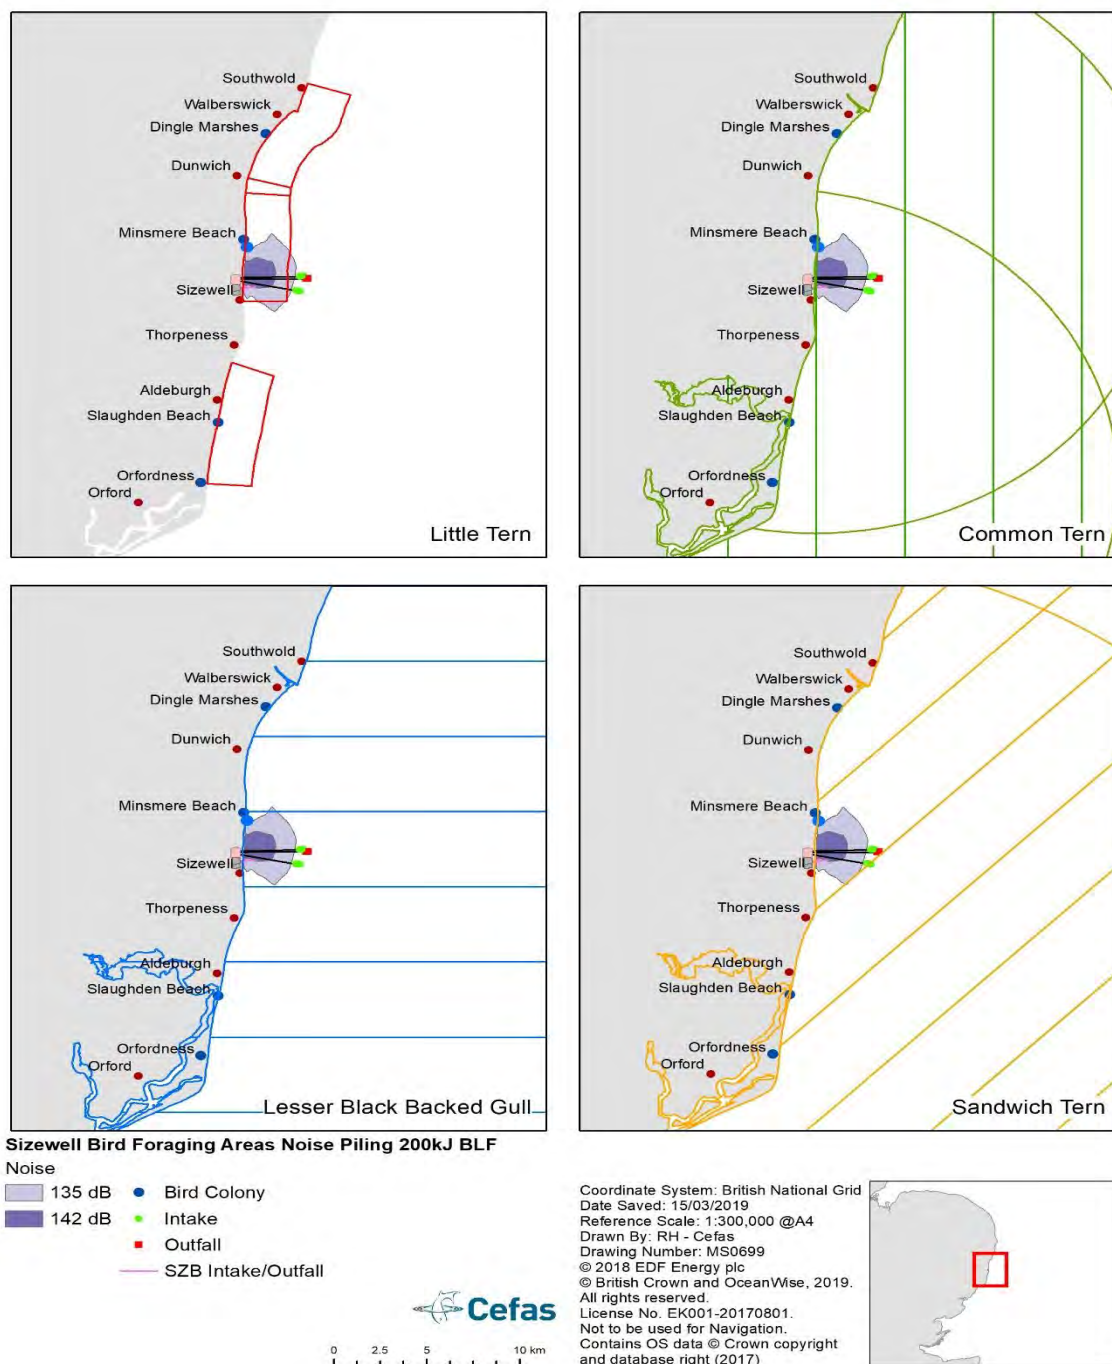 Southwold
Walberswick
Dingle Marshes
Dunwich
Minsmere Beach
Sizewell
Thorpeness
Aldeburgh
Slaughden Beach
Orfordness
Orford
Little Tern
Southwold
Walberswick
Dingle Marshes
Dunwich
Minsmere Beach
Sizewell
Thorpeness
Aldeburgh
Slaughden Beach
Orfordness
Orford
Common Tern
Southwold
Walberswick
Dingle Marshes
Dunwich
Minsmere Beach
Sizewell
Thorpeness
Aldeburgh
Slaughden Beach
Orfordness
Orford
Lesser Black Backed Gull
Southwold
Walberswick
Dingle Marshes
Dunwich
Minsmere Beach
Sizewell
Thorpeness
Aldeburgh
Slaughden Beach
Orfordness
Orford
Sandwich Tern
Sizewell Bird Foraging Areas Noise Piling 200kJ BLF
Noise
135 dB
142 dB
Bird Colony
Intake
Outfall
SZB Intake/Outfall
Cefas
0 2.5 5 10 km
Coordinate System: British National Grid
Date Saved: 15/03/2019
Reference Scale: 1:300,000 @A4
Drawn By: RH - Cefas
Drawing Number: MS0699
© 2018 EDF Energy plc
© British Crown and OceanWise, 2019.
All rights reserved.
License No. EK001-20170801.
Not to be used for Navigation.
Contains OS data © Crown copyright
and database right (2017)